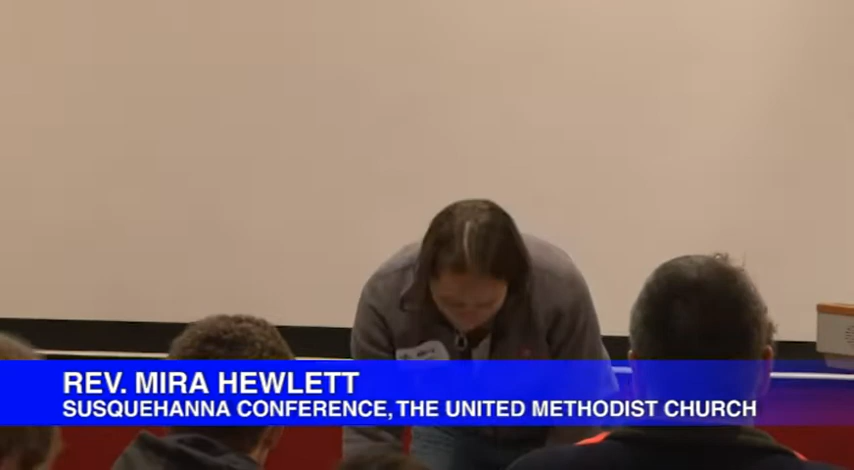 REV. MIRA HEWLETT
SUSQUEHANNA CONFERENCE, THE UNITED METHODIST CHURCH